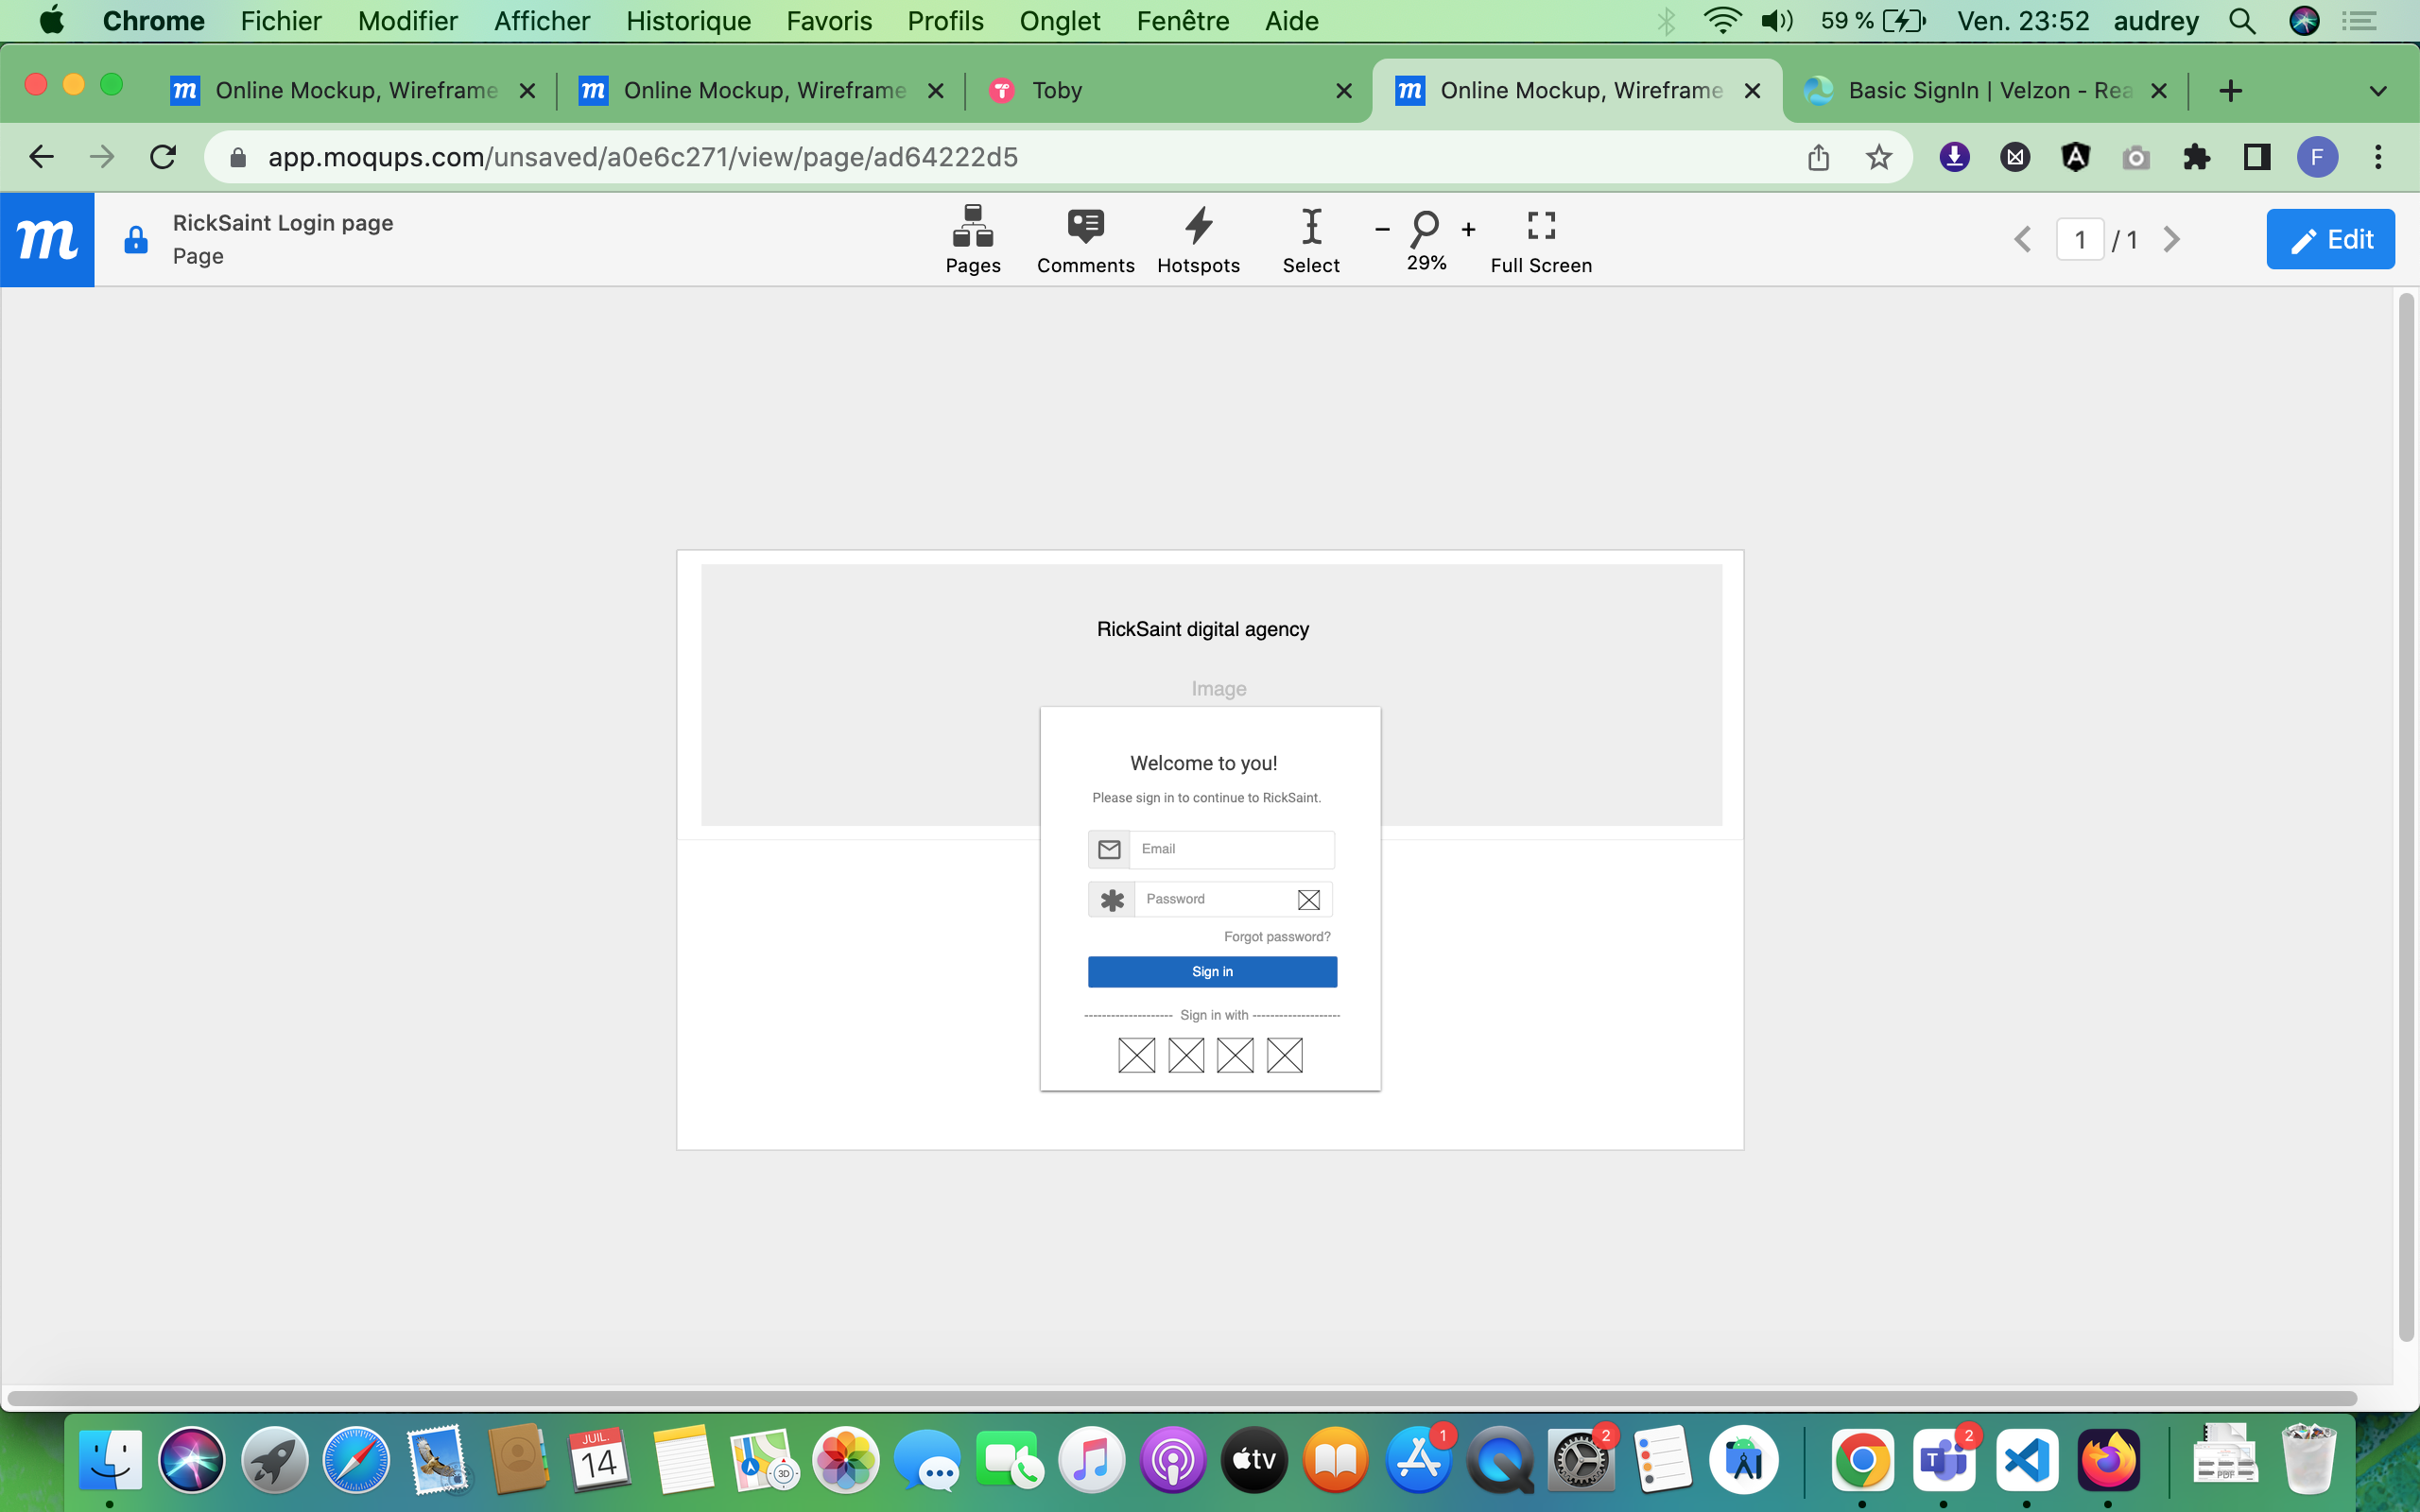 Chrome Fichier Modifier Afficher Historique Favoris Profils Onglet Fenêtre Aide 59 % Ven. 23:52 audrey
m Online Mockup, Wireframe m Online Mockup, Wireframe Toby m Online Mockup, Wireframe Basic SignIn | Velzon - Rea
app.moqups.com/unsaved/a0e6c271/view/page/ad64222d5 F
m RickSaint Login page
Page
Pages Comments Hotspots Select - 29% + Full Screen
1 / 1 Edit
RickSaint digital agency
Image
Welcome to you!
Please sign in to continue to RickSaint.
Email
Password
Forgot password?
Sign in
-------------------- Sign in with --------------------
JUIL. 14 3D tv 1 2 T 2 PDF